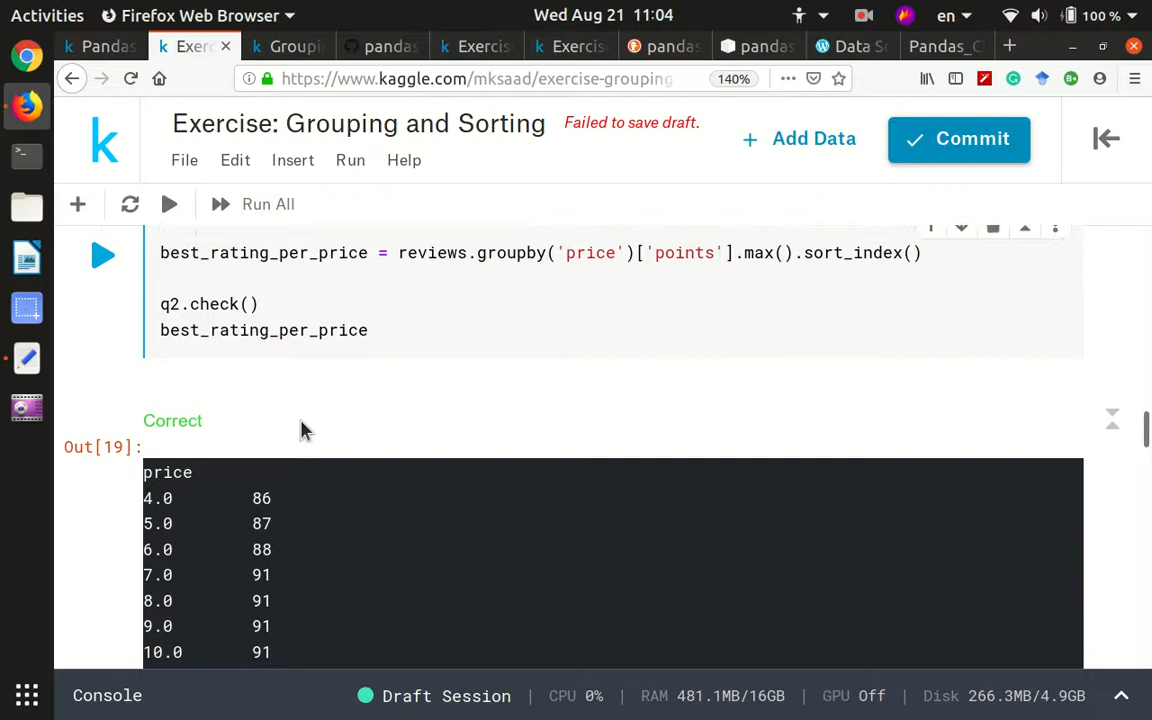 Activities Firefox Web Browser Wed Aug 21 11:04 en 100 %
Pandas Exerc Groupi pandas Exercis Exercis pandas pandas Data Sc Pandas_C
https://www.kaggle.com/mksaad/exercise-grouping 140%
Exercise: Grouping and Sorting Failed to save draft. + Add Data Commit
File Edit Insert Run Help
Run All
best_rating_per_price = reviews.groupby('price')['points'].max().sort_index()
q2.check()
best_rating_per_price
Correct
Out[19]:
price
4.0 86
5.0 87
6.0 88
7.0 91
8.0 91
9.0 91
10.0 91
Console Draft Session CPU 0% RAM 481.1MB/16GB GPU Off Disk 266.3MB/4.9GB